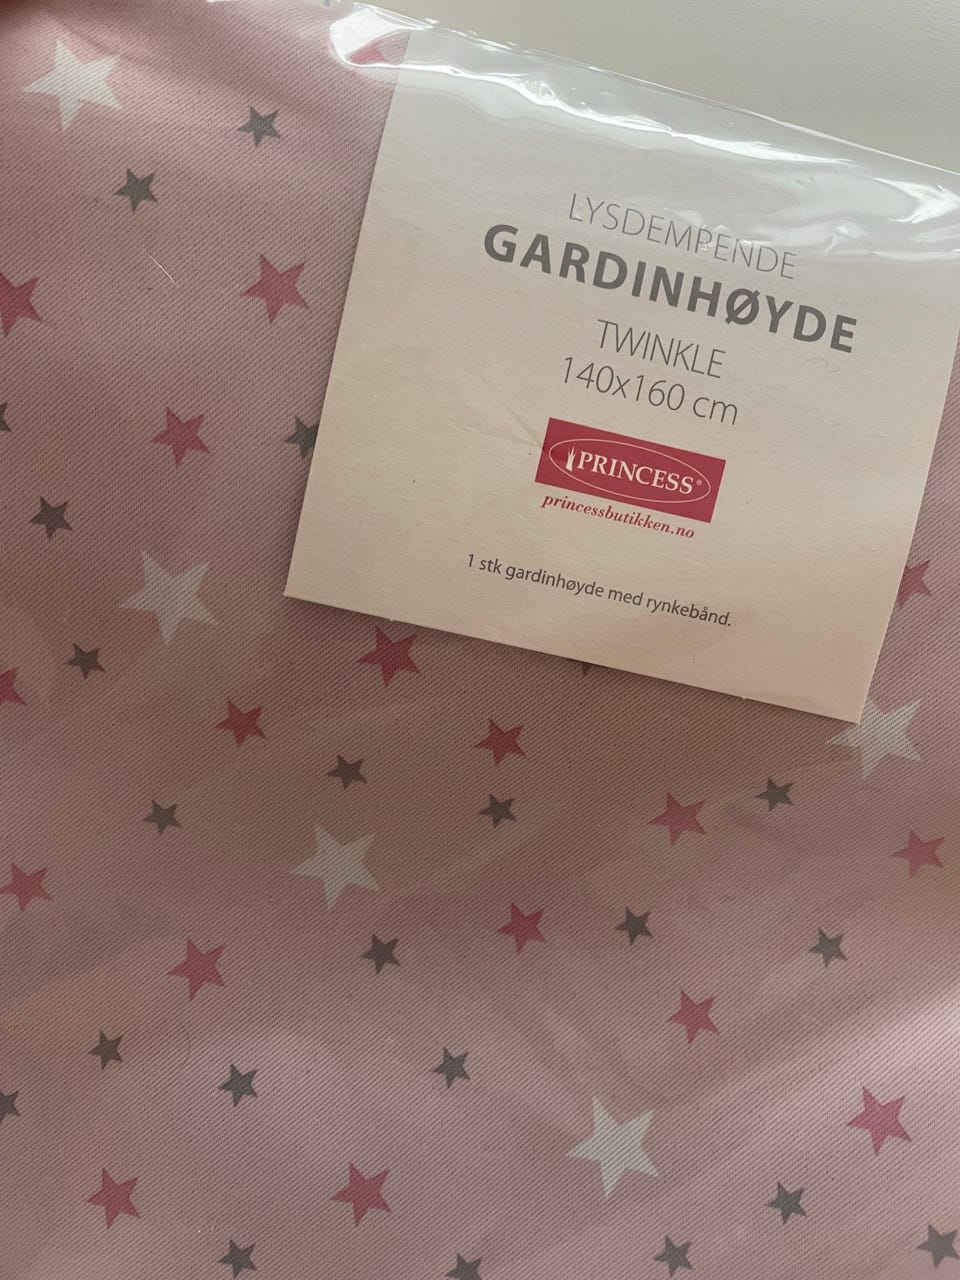 LYSDEMPENDE
GARDINHØYDE
TWINKLE
140x160 cm
PRINCESS®
princessbutikken.no
1 stk gardinhøyde med rynkebånd.